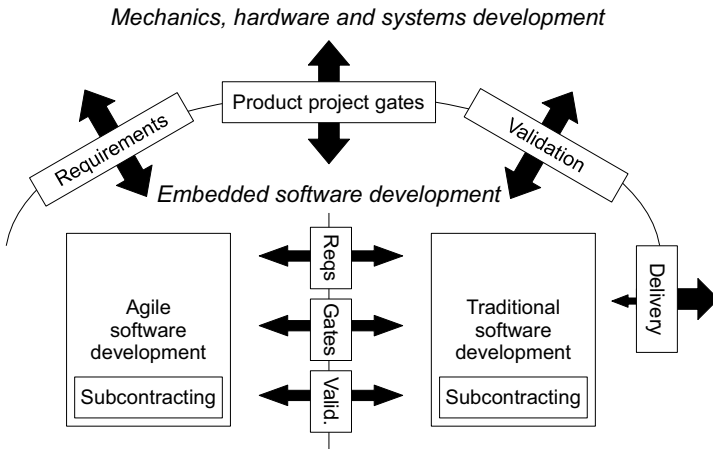 Mechanics, hardware and systems development
Product project gates
Requirements
Validation
Embedded software development
Reqs
Gates
Valid.
Delivery
Agile
software
development
Subcontracting
Traditional
software
development
Subcontracting